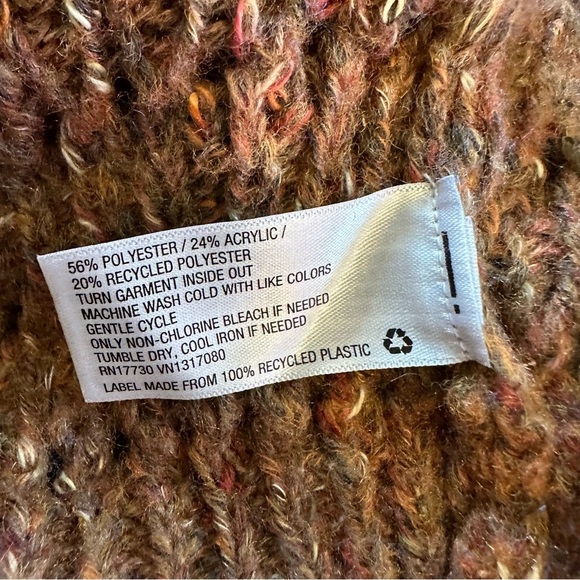 56% POLYESTER / 24% ACRYLIC /
20% RECYCLED POLYESTER
TURN GARMENT INSIDE OUT
MACHINE WASH COLD WITH LIKE COLORS
GENTLE CYCLE
ONLY NON-CHLORINE BLEACH IF NEEDED
TUMBLE DRY, COOL IRON IF NEEDED
RN17730 VN1317080
LABEL MADE FROM 100% RECYCLED PLASTIC